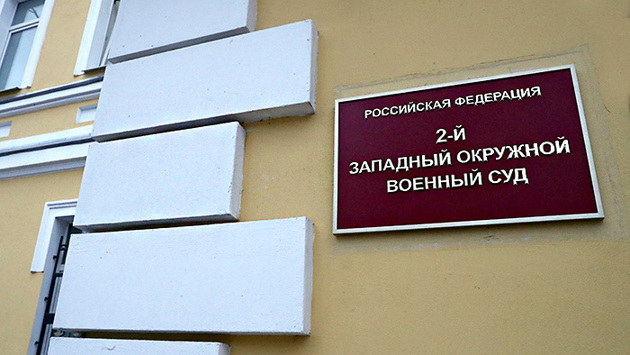 РОССИЙСКАЯ ФЕДЕРАЦИЯ
2-Й
ЗАПАДНЫЙ ОКРУЖНОЙ
ВОЕННЫЙ СУД